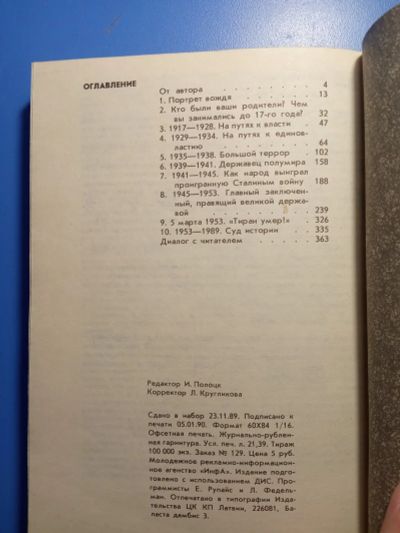 ОГЛАВЛЕНИЕ
От автора . . . . . . . 4
1. Портрет вождя . . . . . . 13
2. Кто были ваши родители? Чем
вы занимались до 17-го года? 32
3. 1917—1928. На путях к власти . 47
4. 1929—1934. На путях к единов-
ластию . . . . . . . 64
5. 1935—1938. Большой террор . 102
6. 1939—1941. Державец полумира 158
7. 1941—1945. Как народ выиграл
проигранную Сталиным войну 188
8. 1945—1953. Главный заключен-
ный, правящий великой держа-
вой . . . . . . . 239
9. 5 марта 1953. «Тиран умер!» . 326
10. 1953—1989. Суд истории . . 335
Диалог с читателем . . . . 363
Редактор И. Полоцк
Корректор Л. Кругликова
Сдано в набор 23.11.89. Подписано к
печати 05.01.90. Формат 60Х84 1/16.
Офсетная печать. Журнально-рублен-
ная гарнитура. Усл. печ. л. 21,39. Тираж
100 000 экз. Заказ № 129. Цена 5 руб.
Молодежное рекламно-информацион-
ное агентство «ИнфА». Издание подгото-
влено с использованием ДИС. Про-
граммисты Е. Рупейс и Л. Федель-
ман. Отпечатано в типографии Изда-
тельства ЦК КП Латвии, 226081, Ба-
ласта дамбис 3.